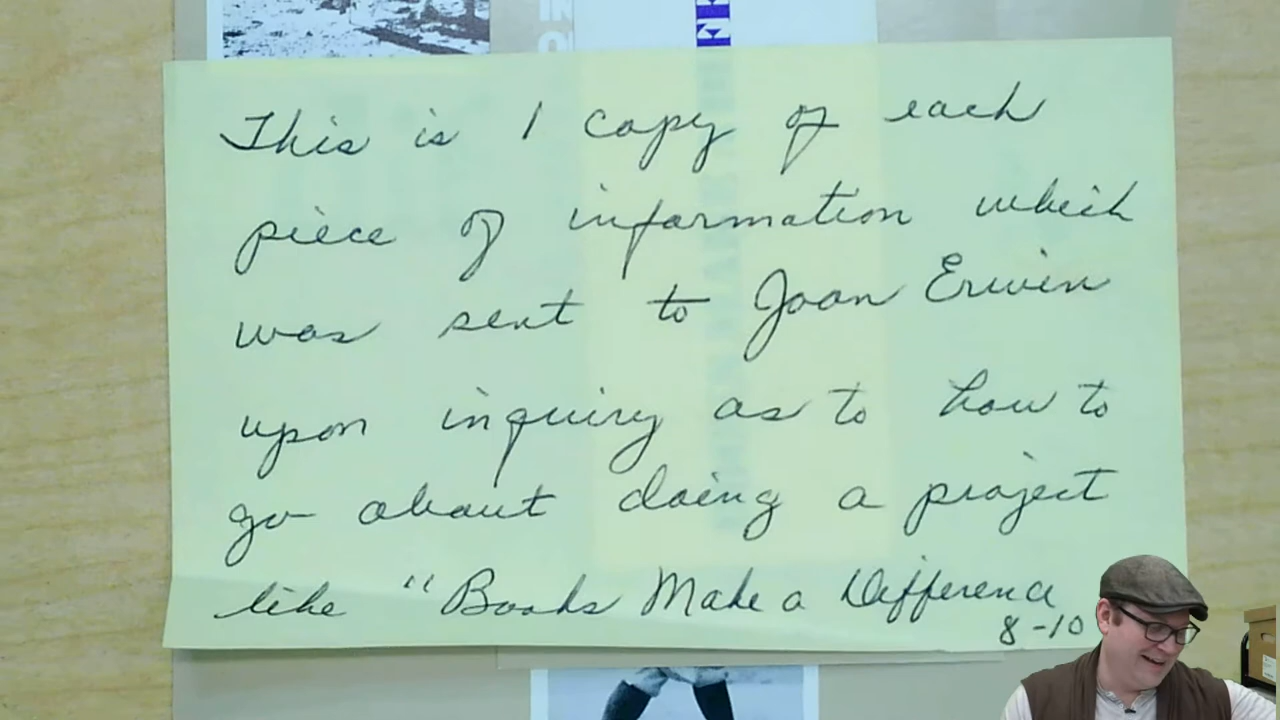 This is 1 copy of each
piece of information which
was sent to Joan Erwin
upon inquiry as to how to
go about doing a project
like "Books Make a Difference
8-10